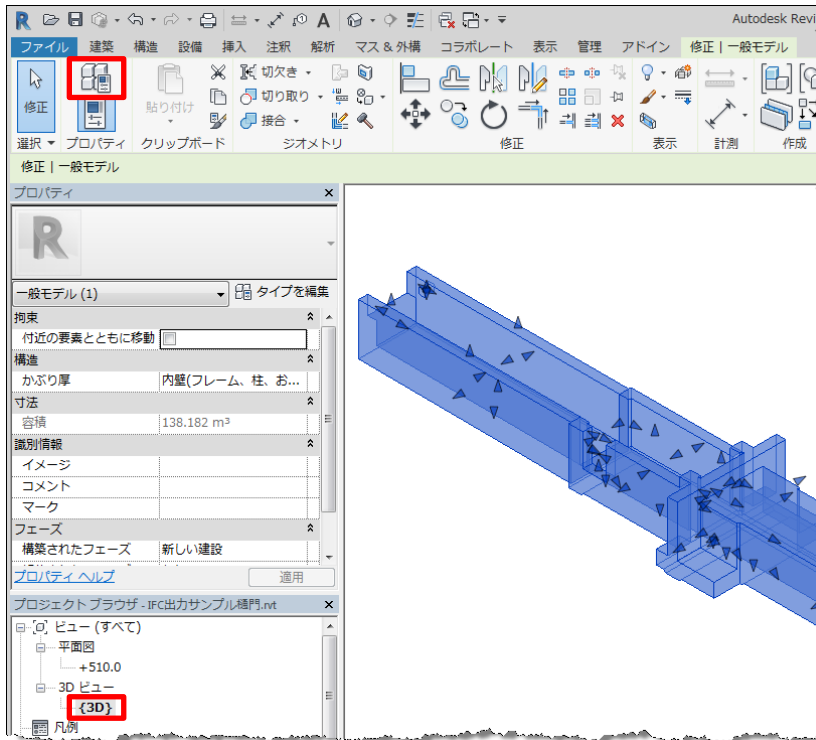 Autodesk Revi
ファイル 建築 構造 設備 挿入 注釈 解析 マス & 外構 コラボレート 表示 管理 アドイン 修正 | 一般モデル
修正
貼り付け
切欠き
切り取り
接合
選択 プロパティ クリップボード ジオメトリ 修正 表示 計測 作成
修正 | 一般モデル
プロパティ
R
一般モデル (1) タイプを編集
拘束
付近の要素とともに移動
構造
かぶり厚 内壁(フレーム、柱、お...
寸法
容積 138.182 m³
識別情報
イメージ
コメント
マーク
フェーズ
構築されたフェーズ 新しい建設
プロパティ ヘルプ 適用
プロジェクト ブラウザ - IFC出力サンプル樋門.rvt
ビュー (すべて)
平面図
+510.0
3D ビュー
{3D}
凡例